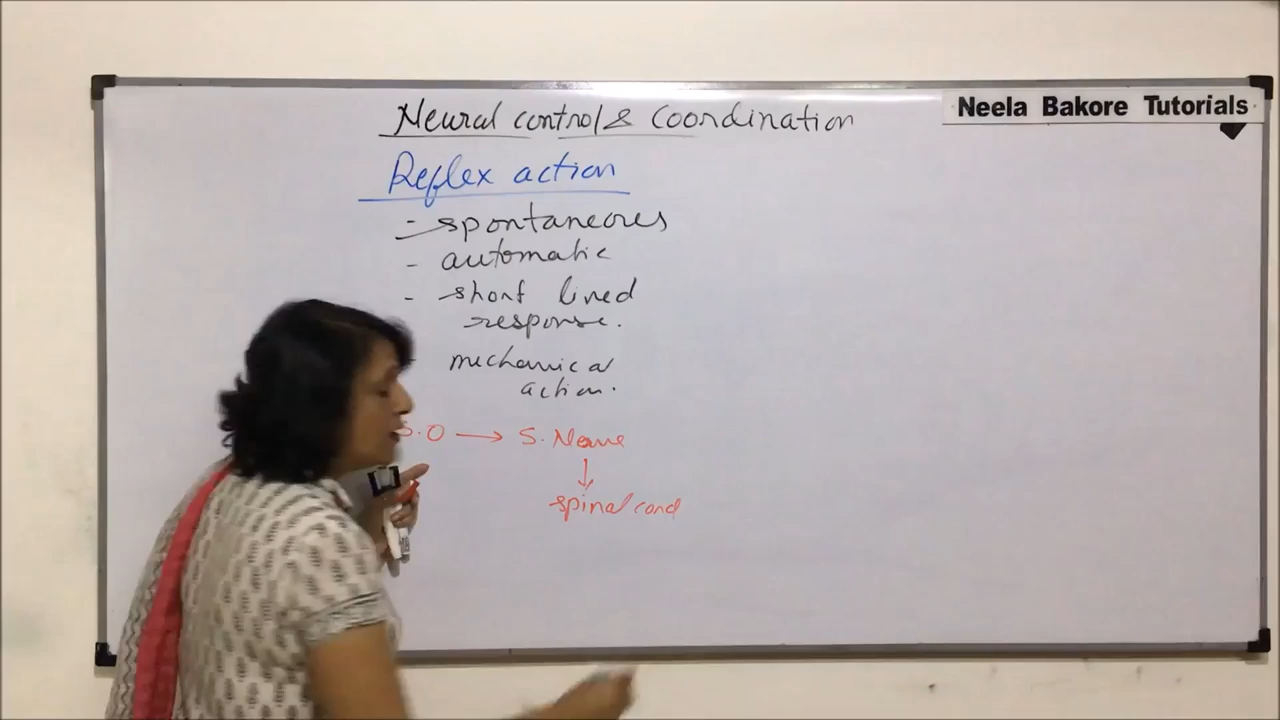 Neela Bakore Tutorials
Neural control & Coordination
Reflex action
- spontaneous
- automatic
- short lived
response.
- mechanical
action.
S.O → S. Nerve
↓
spinal cord